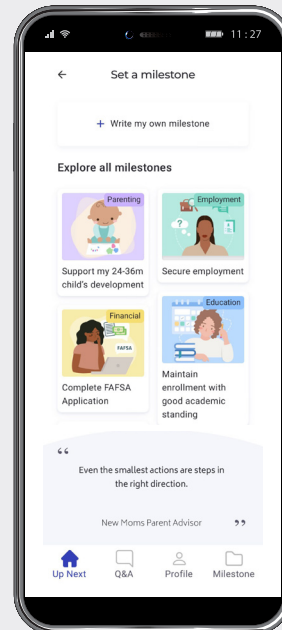 11:27
Set a milestone
+ Write my own milestone
Explore all milestones
Parenting
Support my 24-36m
child's development
Employment
Secure employment
Financial
FAFSA
Complete FAFSA
Application
Education
Maintain
enrollment with
good academic
standing
“
Even the smallest actions are steps in
the right direction.
New Moms Parent Advisor
”
Up Next
Q&A
Profile
Milestone